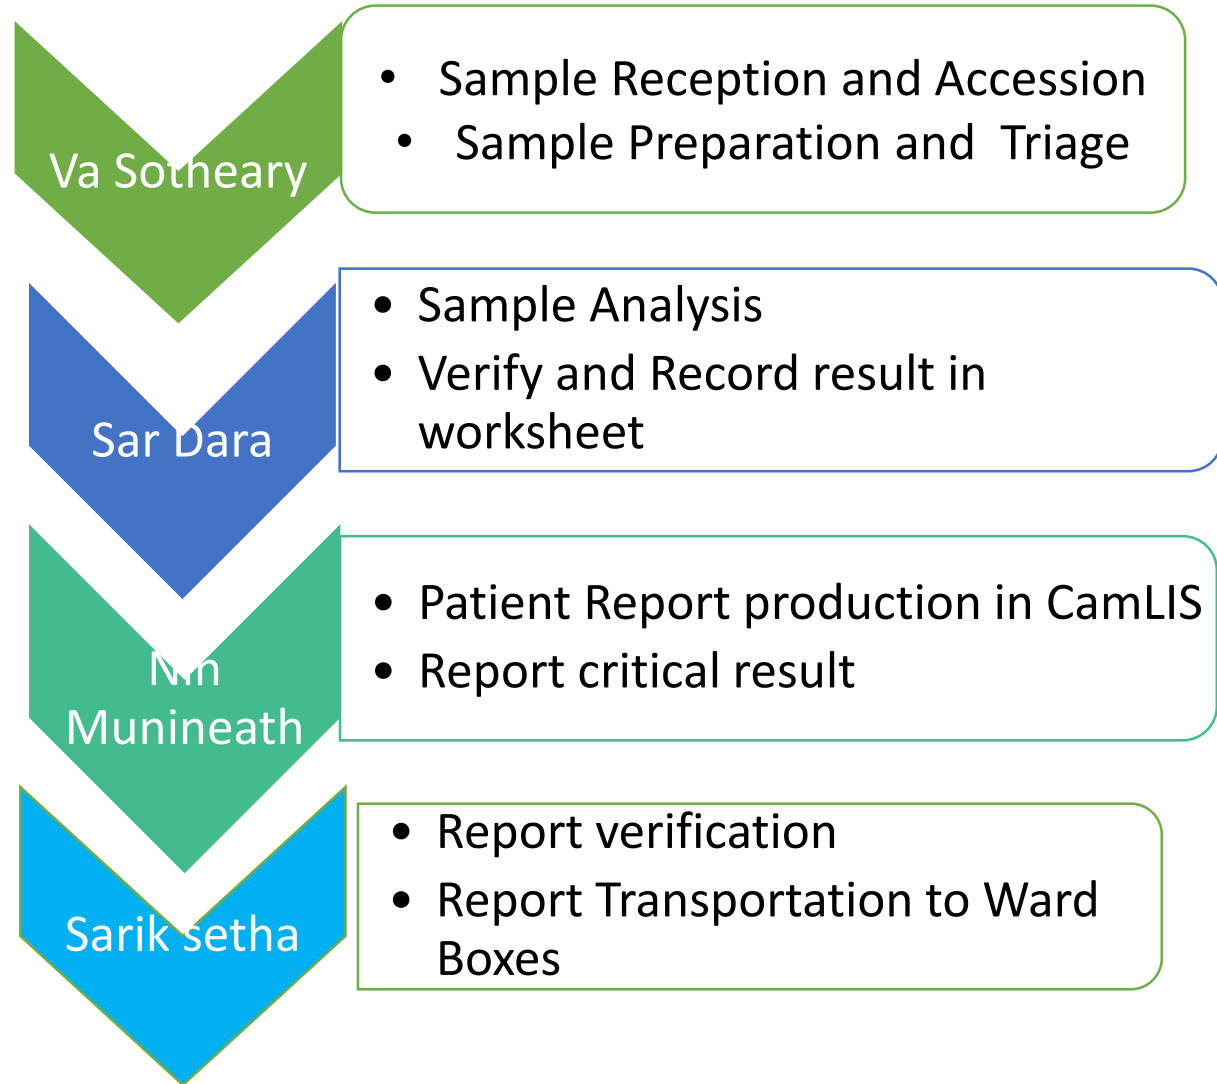 • Sample Reception and Accession
• Sample Preparation and Triage
Va Sotheary
• Sample Analysis
• Verify and Record result in
worksheet
Sar Dara
• Patient Report production in CamLIS
• Report critical result
Munineath
• Report verification
• Report Transportation to Ward
Boxes
Sarik setha